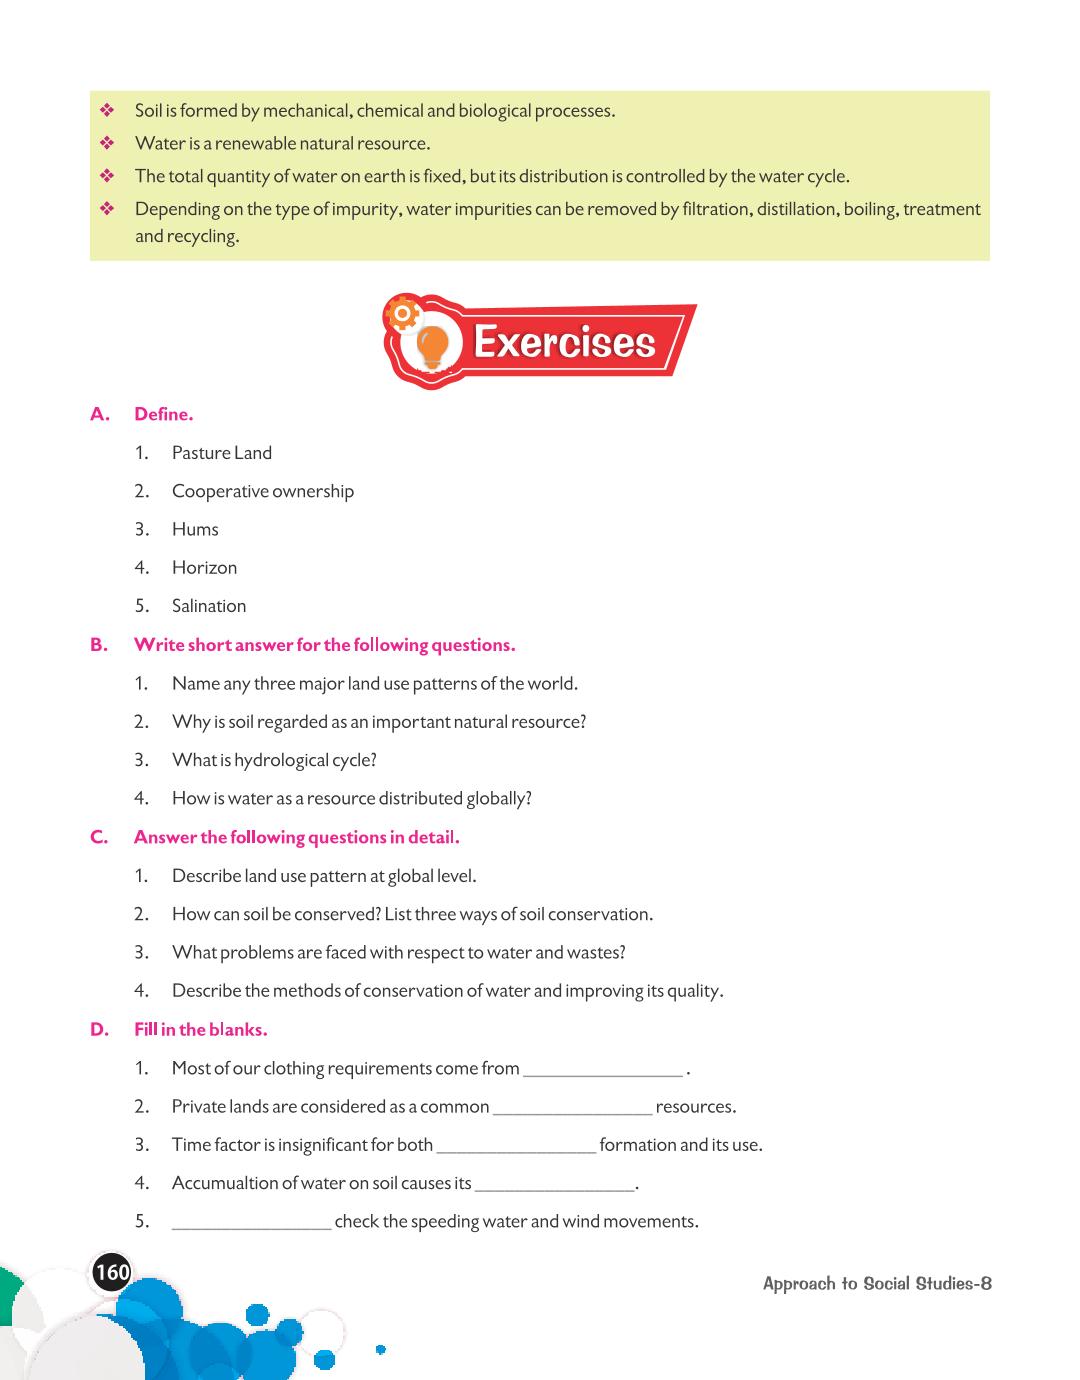 ❖ Soil is formed by mechanical, chemical and biological processes.
❖ Water is a renewable natural resource.
❖ The total quantity of water on earth is fixed, but its distribution is controlled by the water cycle.
❖ Depending on the type of impurity, water impurities can be removed by filtration, distillation, boiling, treatment
and recycling.
Exercises
A. Define.
1. Pasture Land
2. Cooperative ownership
3. Hums
4. Horizon
5. Salination
B. Write short answer for the following questions.
1. Name any three major land use patterns of the world.
2. Why is soil regarded as an important natural resource?
3. What is hydrological cycle?
4. How is water as a resource distributed globally?
C. Answer the following questions in detail.
1. Describe land use pattern at global level.
2. How can soil be conserved? List three ways of soil conservation.
3. What problems are faced with respect to water and wastes?
4. Describe the methods of conservation of water and improving its quality.
D. Fill in the blanks.
1. Most of our clothing requirements come from ________________ .
2. Private lands are considered as a common ________________ resources.
3. Time factor is insignificant for both ________________ formation and its use.
4. Accumualtion of water on soil causes its ________________.
5. ________________ check the speeding water and wind movements.
160
Approach to Social Studies-8